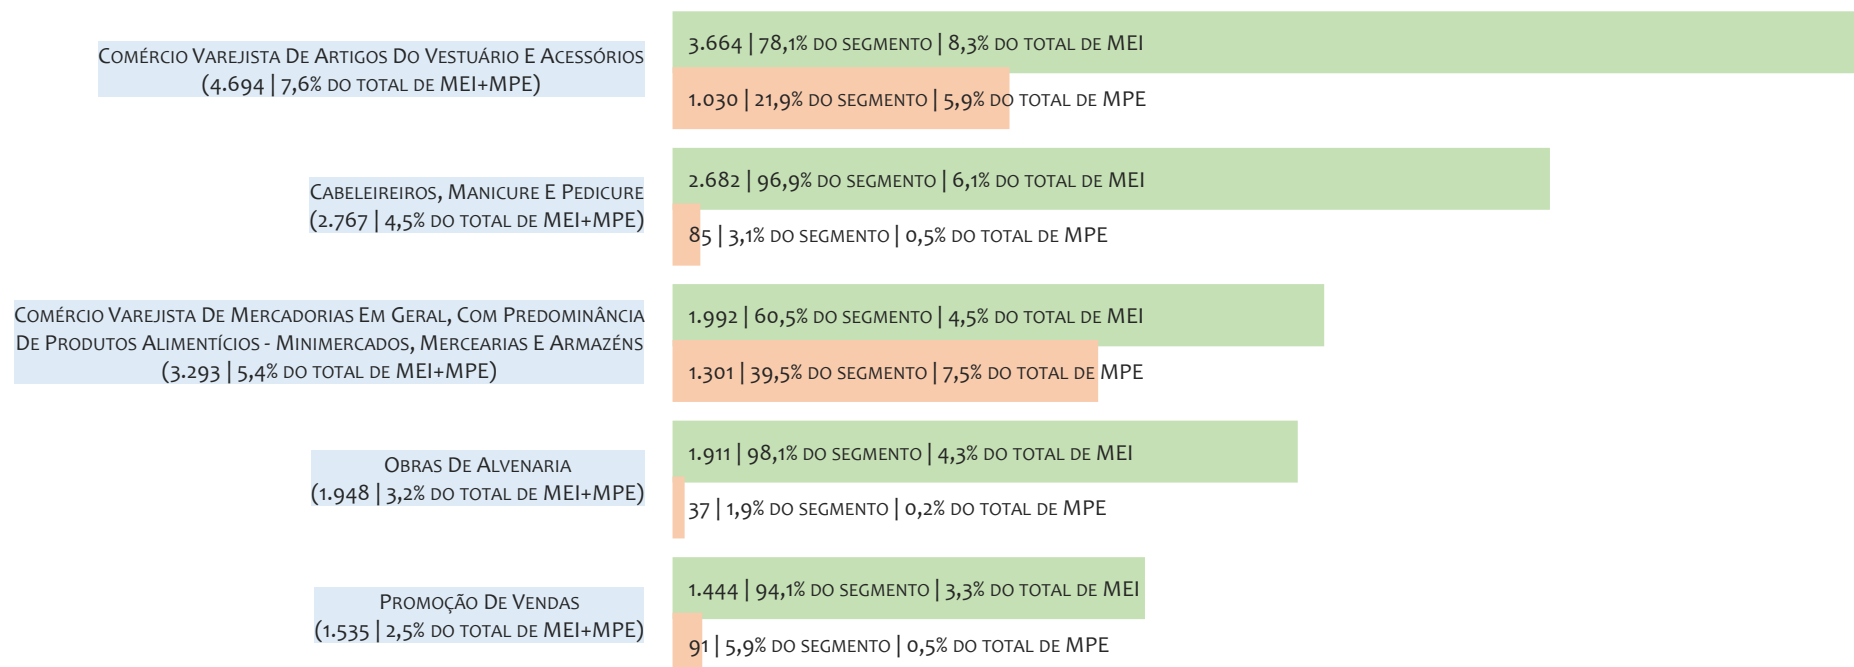 Comércio Varejista De Artigos Do Vestuário E Acessórios
(4.694 | 7,6% do total de MEI+MPE)
3.664 | 78,1% do segmento | 8,3% do total de MEI
1.030 | 21,9% do segmento | 5,9% do total de MPE
Cabeleireiros, Manicure E Pedicure
(2.767 | 4,5% do total de MEI+MPE)
2.682 | 96,9% do segmento | 6,1% do total de MEI
85 | 3,1% do segmento | 0,5% do total de MPE
Comércio Varejista De Mercadorias Em Geral, Com Predominância
De Produtos Alimentícios - Minimercados, Mercearias E Armazéns
(3.293 | 5,4% do total de MEI+MPE)
1.992 | 60,5% do segmento | 4,5% do total de MEI
1.301 | 39,5% do segmento | 7,5% do total de MPE
Obras De Alvenaria
(1.948 | 3,2% do total de MEI+MPE)
1.911 | 98,1% do segmento | 4,3% do total de MEI
37 | 1,9% do segmento | 0,2% do total de MPE
Promoção De Vendas
(1.535 | 2,5% do total de MEI+MPE)
1.444 | 94,1% do segmento | 3,3% do total de MEI
91 | 5,9% do segmento | 0,5% do total de MPE